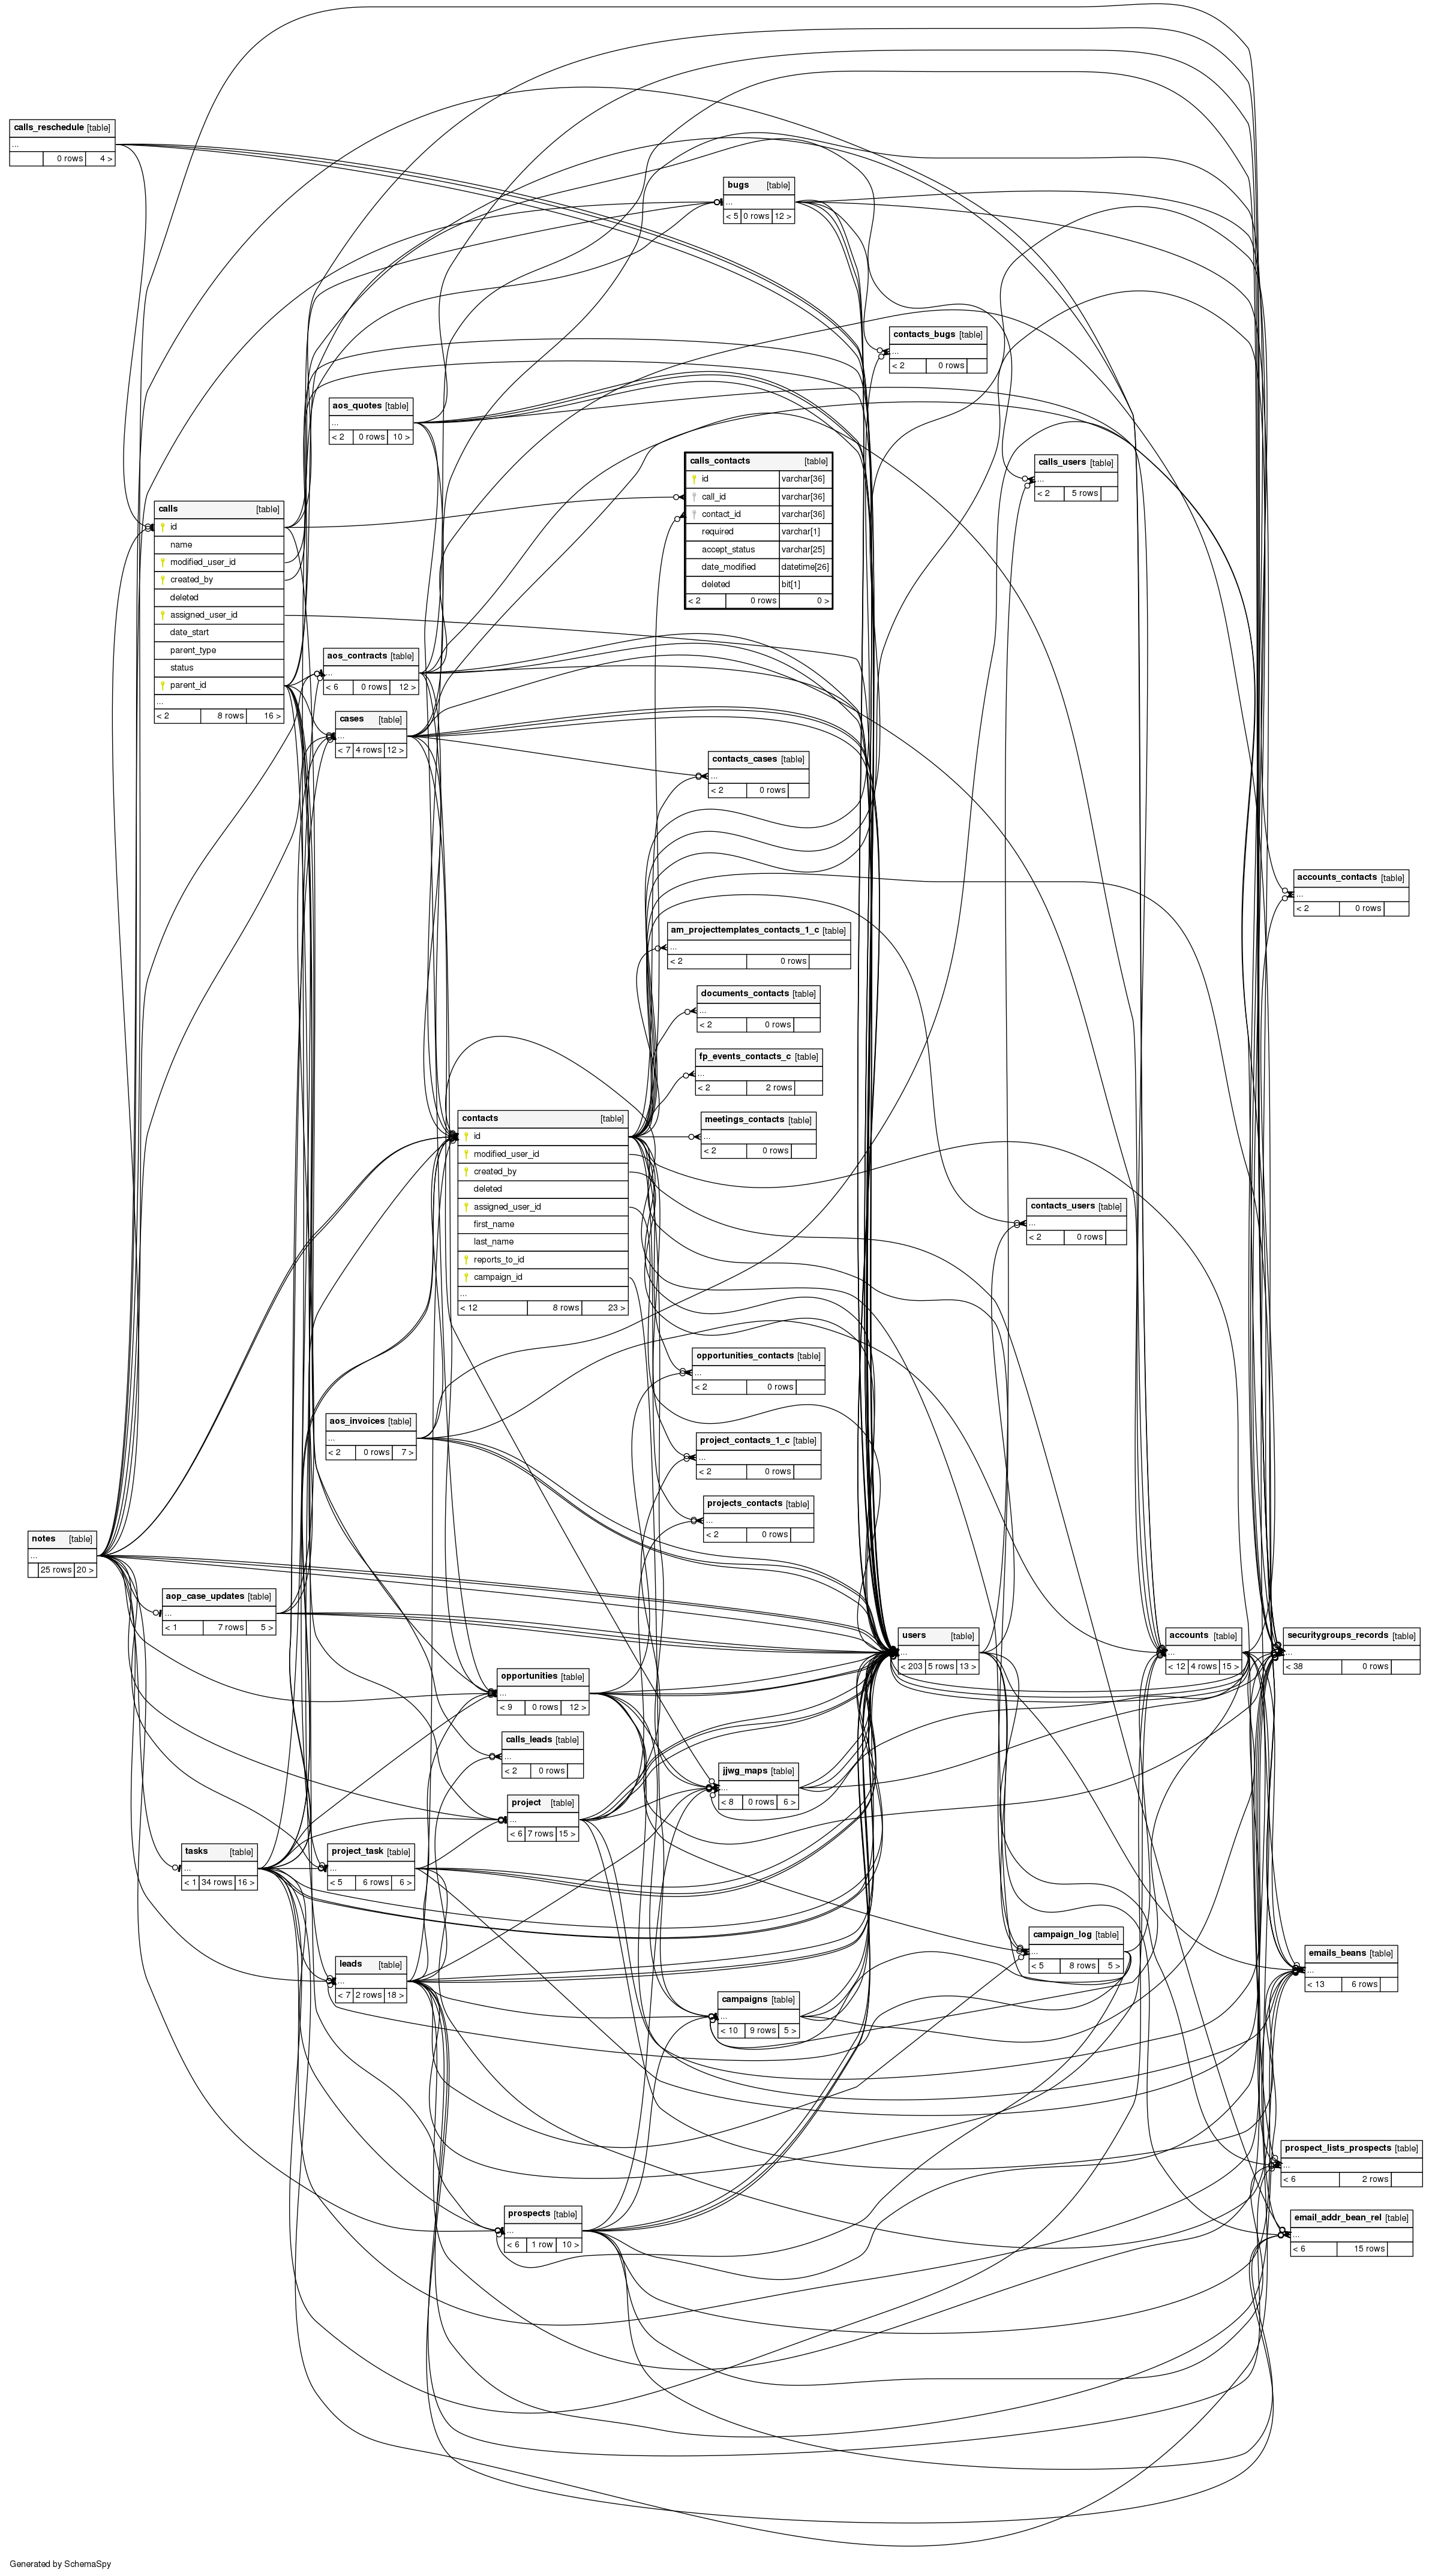 calls_reschedule [table]
...
0 rows 4 >
bugs [table]
...
< 5 0 rows 12 >
contacts_bugs [table]
...
< 2 0 rows
aos_quotes [table]
...
< 2 0 rows 10 >
calls_contacts [table]
id varchar[36]
call_id varchar[36]
contact_id varchar[36]
required varchar[1]
accept_status varchar[25]
date_modified datetime[26]
deleted bit[1]
< 2 0 rows 0 >
calls_users [table]
...
< 2 5 rows
calls [table]
id
name
modified_user_id
created_by
deleted
assigned_user_id
date_start
parent_type
status
parent_id
...
< 2 8 rows 16 >
aos_contracts [table]
...
< 6 0 rows 12 >
cases [table]
...
< 7 4 rows 12 >
contacts_cases [table]
...
< 2 0 rows
accounts_contacts [table]
...
< 2 0 rows
am_projecttemplates_contacts_1_c [table]
...
< 2 0 rows
documents_contacts [table]
...
< 2 0 rows
fp_events_contacts_c [table]
...
< 2 2 rows
meetings_contacts [table]
...
< 2 0 rows
contacts [table]
id
modified_user_id
created_by
deleted
assigned_user_id
first_name
last_name
reports_to_id
campaign_id
...
< 12 8 rows 23 >
contacts_users [table]
...
< 2 0 rows
opportunities_contacts [table]
...
< 2 0 rows
aos_invoices [table]
...
< 2 0 rows 7 >
project_contacts_1_c [table]
...
< 2 0 rows
projects_contacts [table]
...
< 2 0 rows
notes [table]
...
25 rows 20 >
aop_case_updates [table]
...
< 1 7 rows 5 >
users [table]
...
< 203 5 rows 13 >
accounts [table]
...
< 12 4 rows 15 >
securitygroups_records [table]
...
< 38 0 rows
opportunities [table]
...
< 9 0 rows 12 >
calls_leads [table]
...
< 2 0 rows
jjwg_maps [table]
...
< 8 0 rows 6 >
project [table]
...
< 6 7 rows 15 >
tasks [table]
...
< 1 34 rows 16 >
project_task [table]
...
< 5 6 rows 6 >
campaign_log [table]
...
< 5 8 rows 5 >
emails_beans [table]
...
< 13 6 rows
leads [table]
...
< 7 2 rows 18 >
campaigns [table]
...
< 10 9 rows 5 >
prospect_lists_prospects [table]
...
< 6 2 rows
prospects [table]
...
< 6 1 row 10 >
email_addr_bean_rel [table]
...
< 6 15 rows
Generated by SchemaSpy